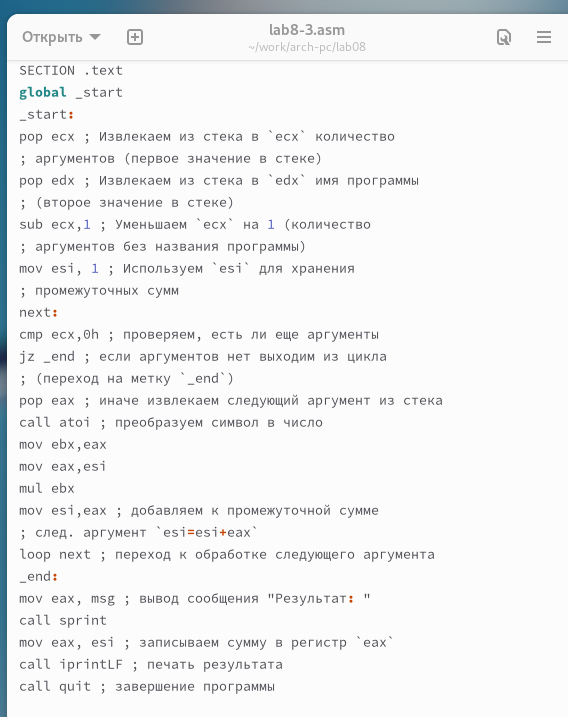 Открыть
lab8-3.asm
~/work/arch-pc/lab08
SECTION .text
global _start
_start:
pop ecx ; Извлекаем из стека в `ecx` количество
; аргументов (первое значение в стеке)
pop edx ; Извлекаем из стека в `edx` имя программы
; (второе значение в стеке)
sub ecx,1 ; Уменьшаем `ecx` на 1 (количество
; аргументов без названия программы)
mov esi, 1 ; Используем `esi` для хранения
; промежуточных сумм
next:
cmp ecx,0h ; проверяем, есть ли еще аргументы
jz _end ; если аргументов нет выходим из цикла
; (переход на метку `_end`)
pop eax ; иначе извлекаем следующий аргумент из стека
call atoi ; преобразуем символ в число
mov ebx,eax
mov eax,esi
mul ebx
mov esi,eax ; добавляем к промежуточной сумме
; след. аргумент `esi=esi+eax`
loop next ; переход к обработке следующего аргумента
_end:
mov eax, msg ; вывод сообщения "Результат: "
call sprint
mov eax, esi ; записываем сумму в регистр `eax`
call iprintLF ; печать результата
call quit ; завершение программы